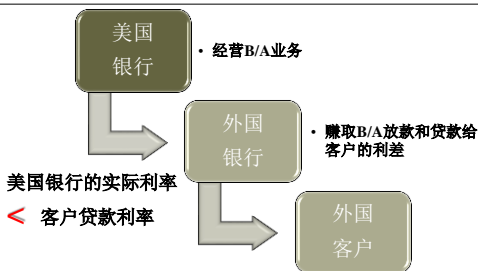 美国
银行
• 经营B/A业务
外国
银行
• 赚取B/A放款和贷款给
客户的利差
美国银行的实际利率
< 客户贷款利率
外国
客户